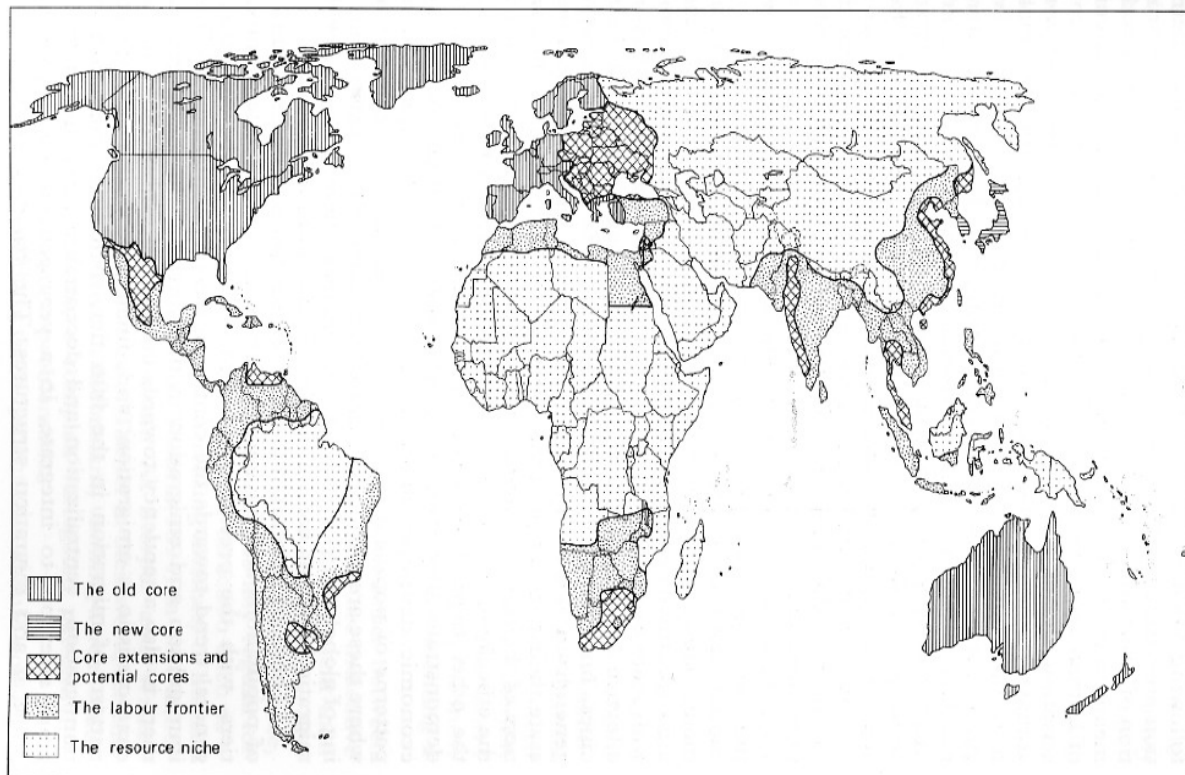 The old core
The new core
Core extensions and
potential cores
The labour frontier
The resource niche